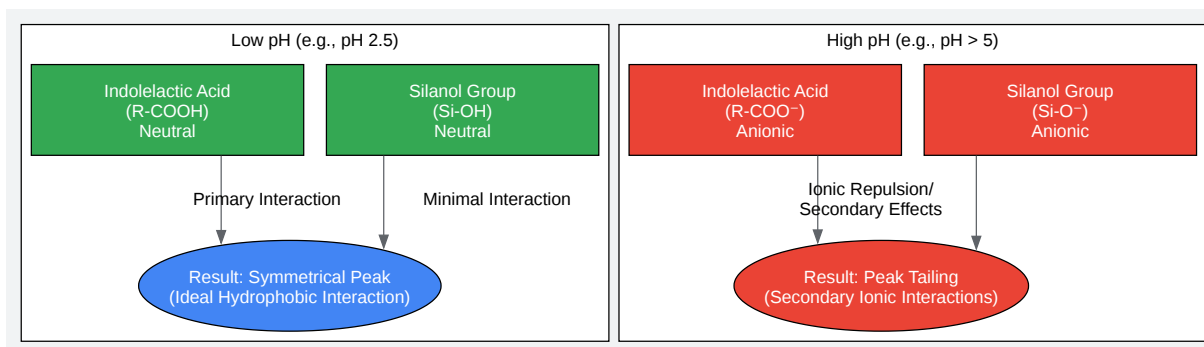 Low pH (e.g., pH 2.5)
Indolelactic Acid
(R-COOH)
Neutral
Silanol Group
(Si-OH)
Neutral
Primary Interaction
Minimal Interaction
Result: Symmetrical Peak
(Ideal Hydrophobic Interaction)
High pH (e.g., pH > 5)
Indolelactic Acid
(R-COO⁻)
Anionic
Silanol Group
(Si-O⁻)
Anionic
Ionic Repulsion/
Secondary Effects
Result: Peak Tailing
(Secondary Ionic Interactions)